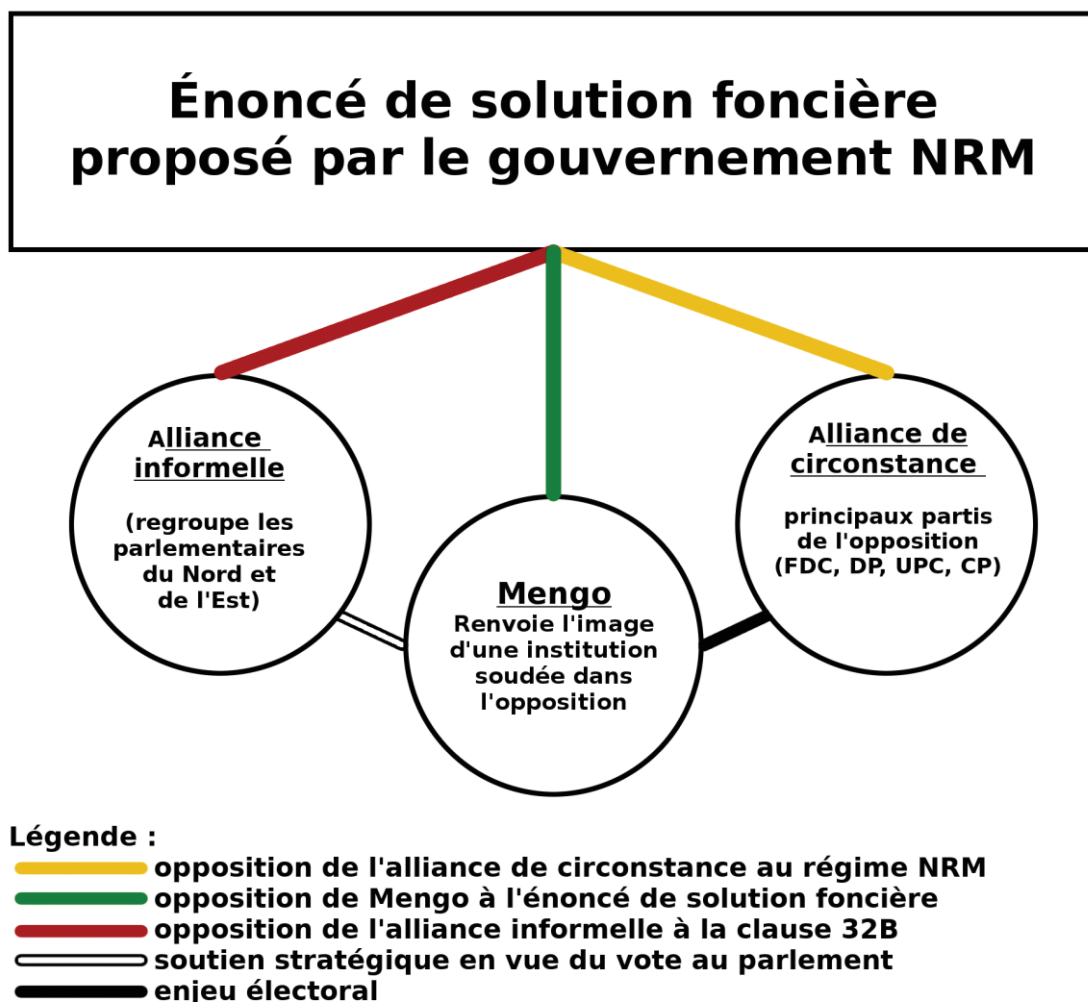 Énoncé de solution foncière
proposé par le gouvernement NRM
Alliance
informelle
(regroupe les
parlementaires
du Nord et
de l'Est)
Mengo
Renvoie l'image
d'une institution
soudée dans
l'opposition
Alliance de
circonstance
principaux partis
de l'opposition
(FDC, DP, UPC, CP)
Légende :
opposition de l'alliance de circonstance au régime NRM
opposition de Mengo à l'énoncé de solution foncière
opposition de l'alliance informelle à la clause 32B
soutien stratégique en vue du vote au parlement
enjeu électoral